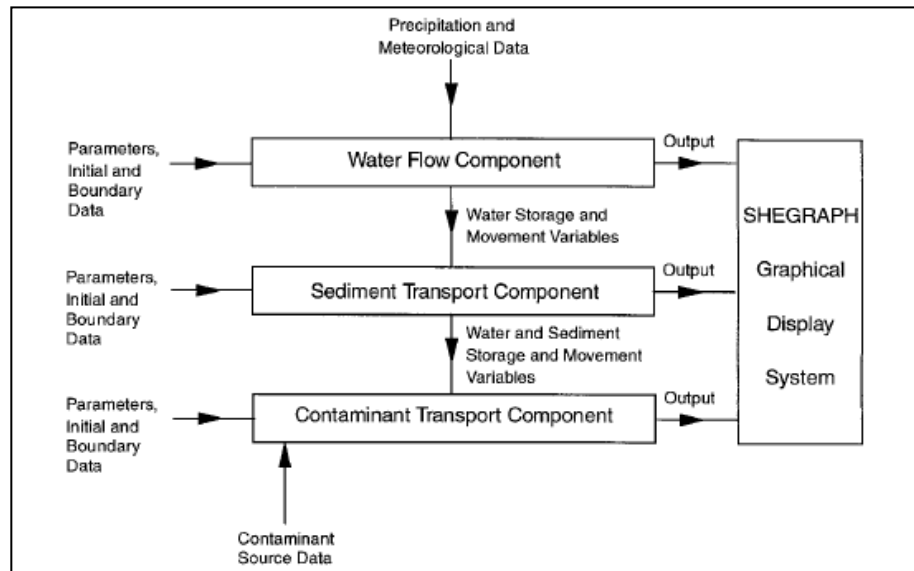 Precipitation and
Meteorological Data
Parameters,
Initial and
Boundary
Data
Water Flow Component
Output
Water Storage and
Movement Variables
Parameters,
Initial and
Boundary
Data
Sediment Transport Component
Output
Water and Sediment
Storage and Movement
Variables
Parameters,
Initial and
Boundary
Data
Contaminant Transport Component
Output
Contaminant
Source Data
SHEGRAPH
Graphical
Display
System